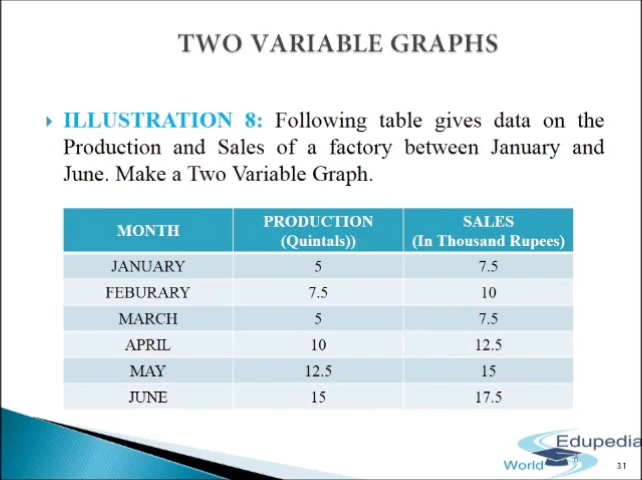 TWO VARIABLE GRAPHS
ILLUSTRATION 8: Following table gives data on the
Production and Sales of a factory between January and
June. Make a Two Variable Graph.
MONTH PRODUCTION (Quintals)) SALES (In Thousand Rupees)
JANUARY 5 7.5
FEBURARY 7.5 10
MARCH 5 7.5
APRIL 10 12.5
MAY 12.5 15
JUNE 15 17.5
Edupedia
World
31